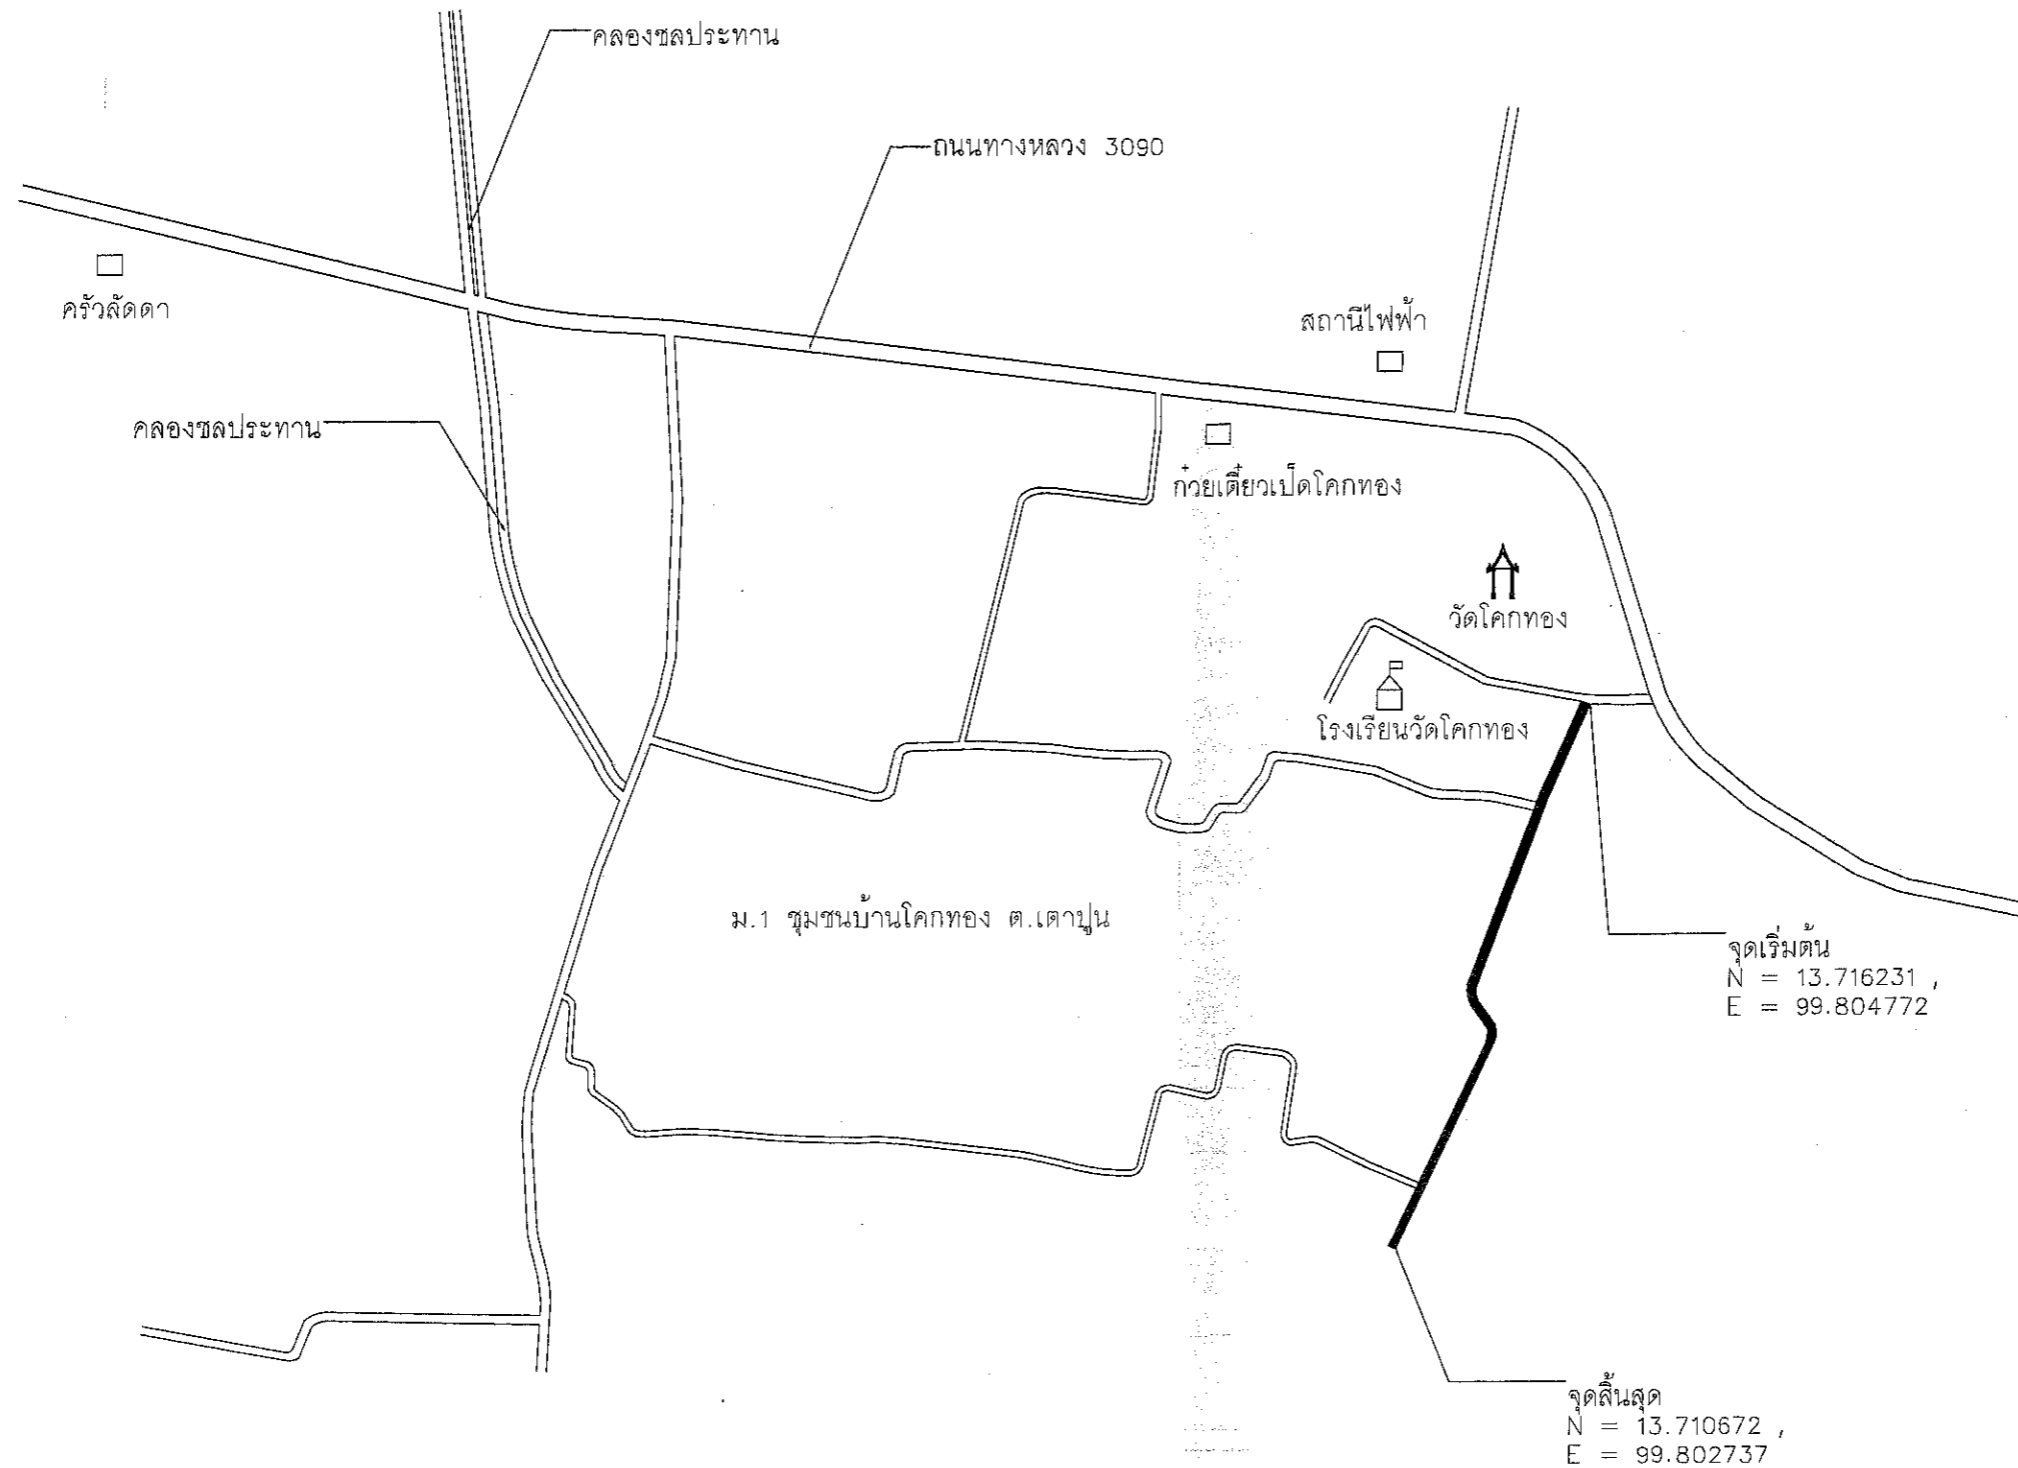 คลองชลประทาน
ถนนทางหลวง 3090
ครัวลัดดา
สถานีไฟฟ้า
คลองชลประทาน
ก๋วยเตี๋ยวเป็ดโคกทอง
วัดโคกทอง
โรงเรียนวัดโคกทอง
ม.1 ชุมชนบ้านโคกทอง ต.เตาปูน
จุดเริ่มต้น
N = 13.716231 ,
E = 99.804772
จุดสิ้นสุด
N = 13.710672 ,
E = 99.802737